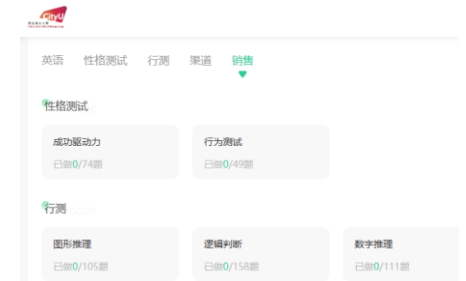 CityU
英语 性格测试 行测 渠道 销售
性格测试
成功驱动力 行为测试
已做0/74题 已做0/49题
行测
图形推理 逻辑判断 数字推理
已做0/105题 已做0/158题 已做0/111题